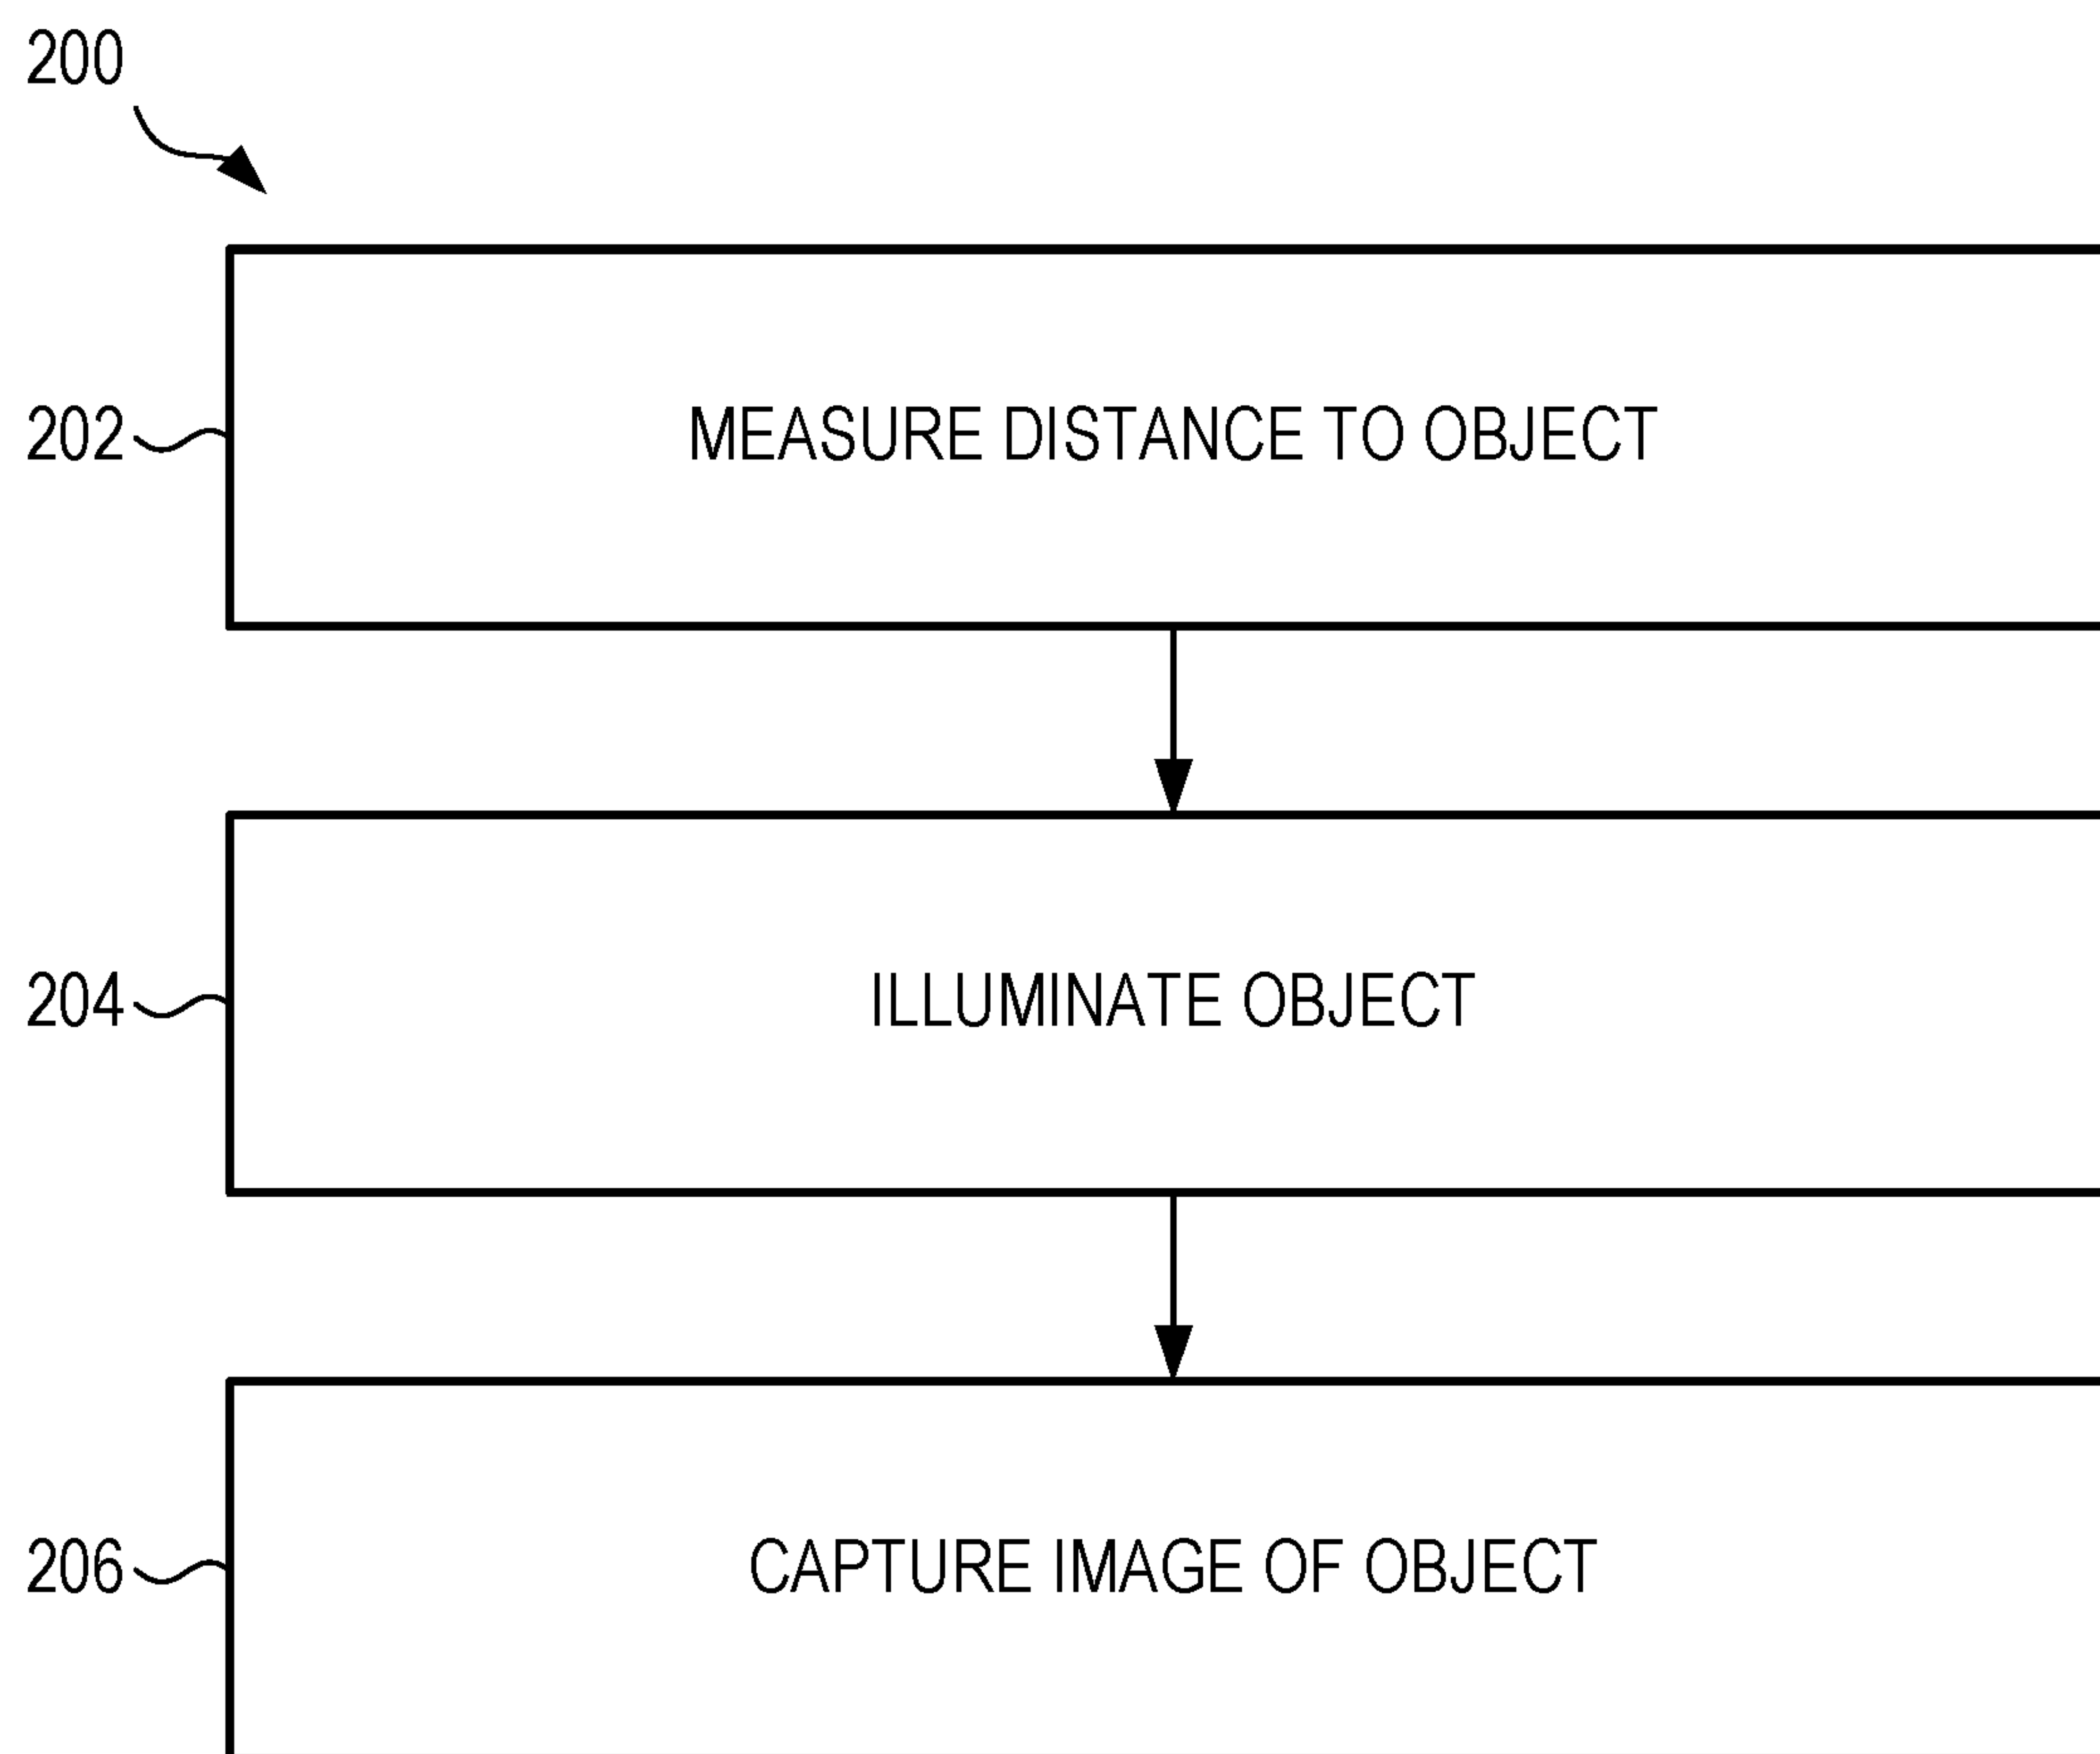 200
202 MEASURE DISTANCE TO OBJECT
204 ILLUMINATE OBJECT
206 CAPTURE IMAGE OF OBJECT